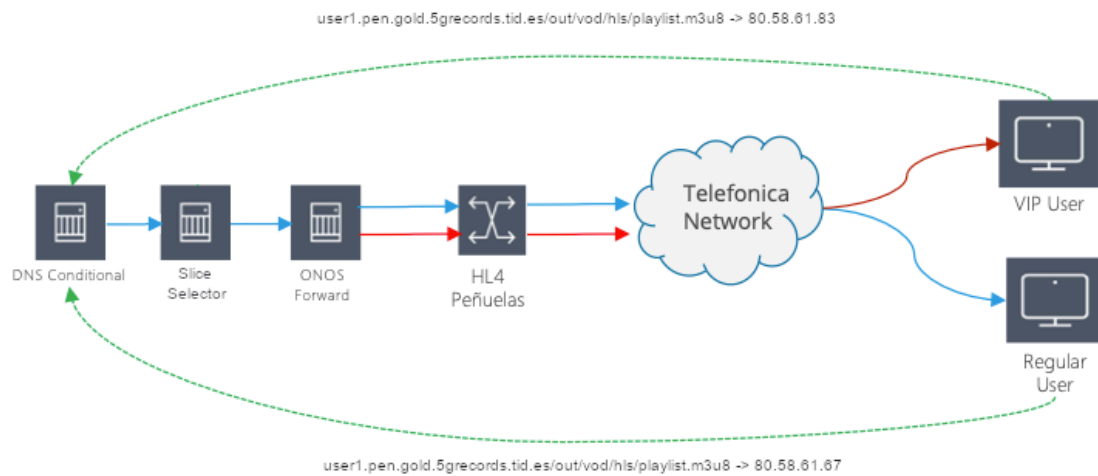 user1.pen.gold.5grecords.tid.es/out/vod/hls/playlist.m3u8 -> 80.58.61.83
Telefonica
Network
VIP User
DNS Conditional
Slice
Selector
ONOS
Forward
HL4
Peñuelas
Regular
User
user1.pen.gold.5grecords.tid.es/out/vod/hls/playlist.m3u8 -> 80.58.61.67